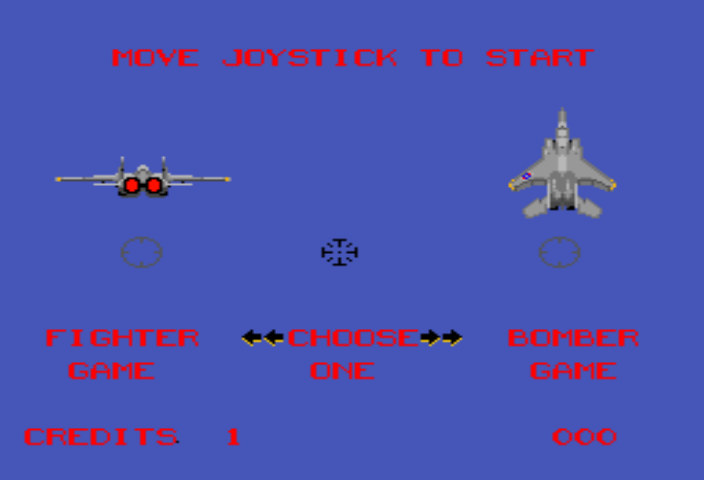 MOVE JOYSTICK TO START
FIGHTER CHOOSE BOMBER
GAME ONE GAME
CREDITS 1 000